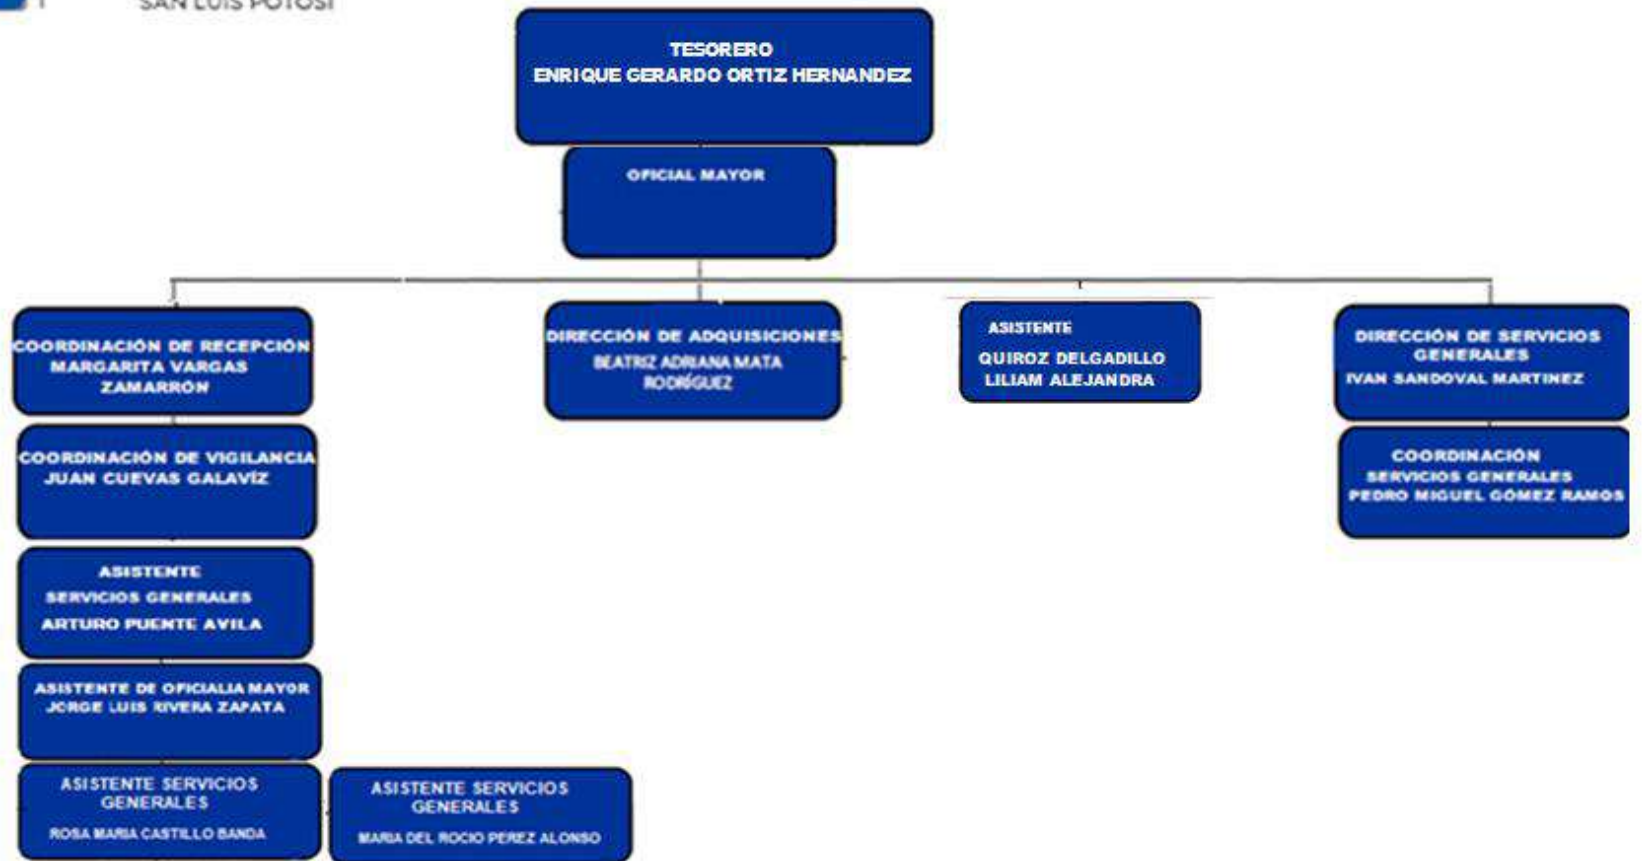 SAN LUIS POTOSÍ
TESORERO
ENRIQUE GERARDO ORTIZ HERNANDEZ
OFICIAL MAYOR
COORDINACIÓN DE RECEPCIÓN
MARGARITA VARGAS
ZAMARRÓN
DIRECCIÓN DE ADQUISICIONES
BEATRIZ ADRIANA MATA
RODRÍGUEZ
ASISTENTE
QUIROZ DELGADILLO
LILIAM ALEJANDRA
DIRECCIÓN DE SERVICIOS
GENERALES
IVAN SANDOVAL MARTINEZ
COORDINACIÓN DE VIGILANCIA
JUAN CUEVAS GALAVÍZ
COORDINACIÓN
SERVICIOS GENERALES
PEDRO MIGUEL GÓMEZ RAMOS
ASISTENTE
SERVICIOS GENERALES
ARTURO PUENTE AVILA
ASISTENTE DE OFICIALIA MAYOR
JORGE LUIS RIVERA ZAPATA
ASISTENTE SERVICIOS
GENERALES
ROSA MARIA CASTILLO BANDA
ASISTENTE SERVICIOS
GENERALES
MARIA DEL ROCIO PEREZ ALONSO